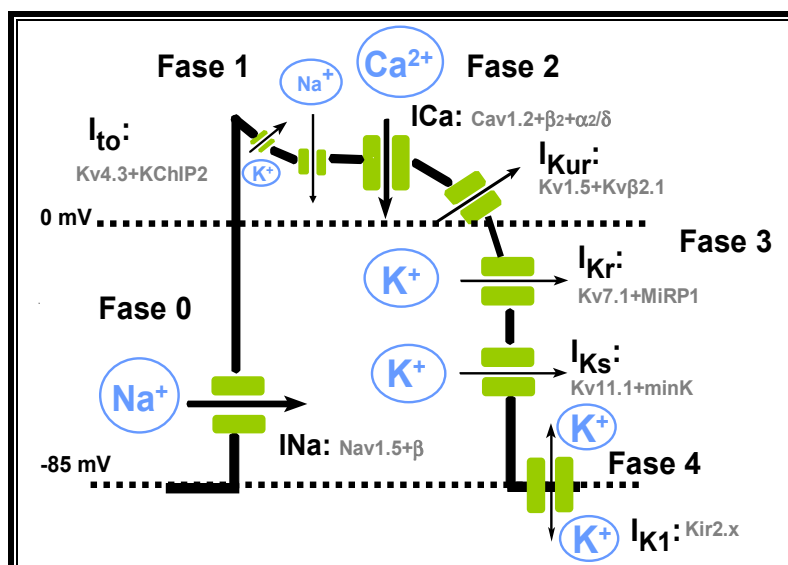 Fase 1
Na+
Ca2+
Fase 2
Ito:
Kv4.3+KChIP2
K+
ICa: Cav1.2+β2+α2/δ
IKur:
Kv1.5+Kvβ2.1
0 mV
Fase 3
IKr:
Kv7.1+MiRP1
K+
Fase 0
IKs:
Kv11.1+minK
K+
Na+
INa: Nav1.5+β
K+
-85 mV
Fase 4
K+
IK1: Kir2.x